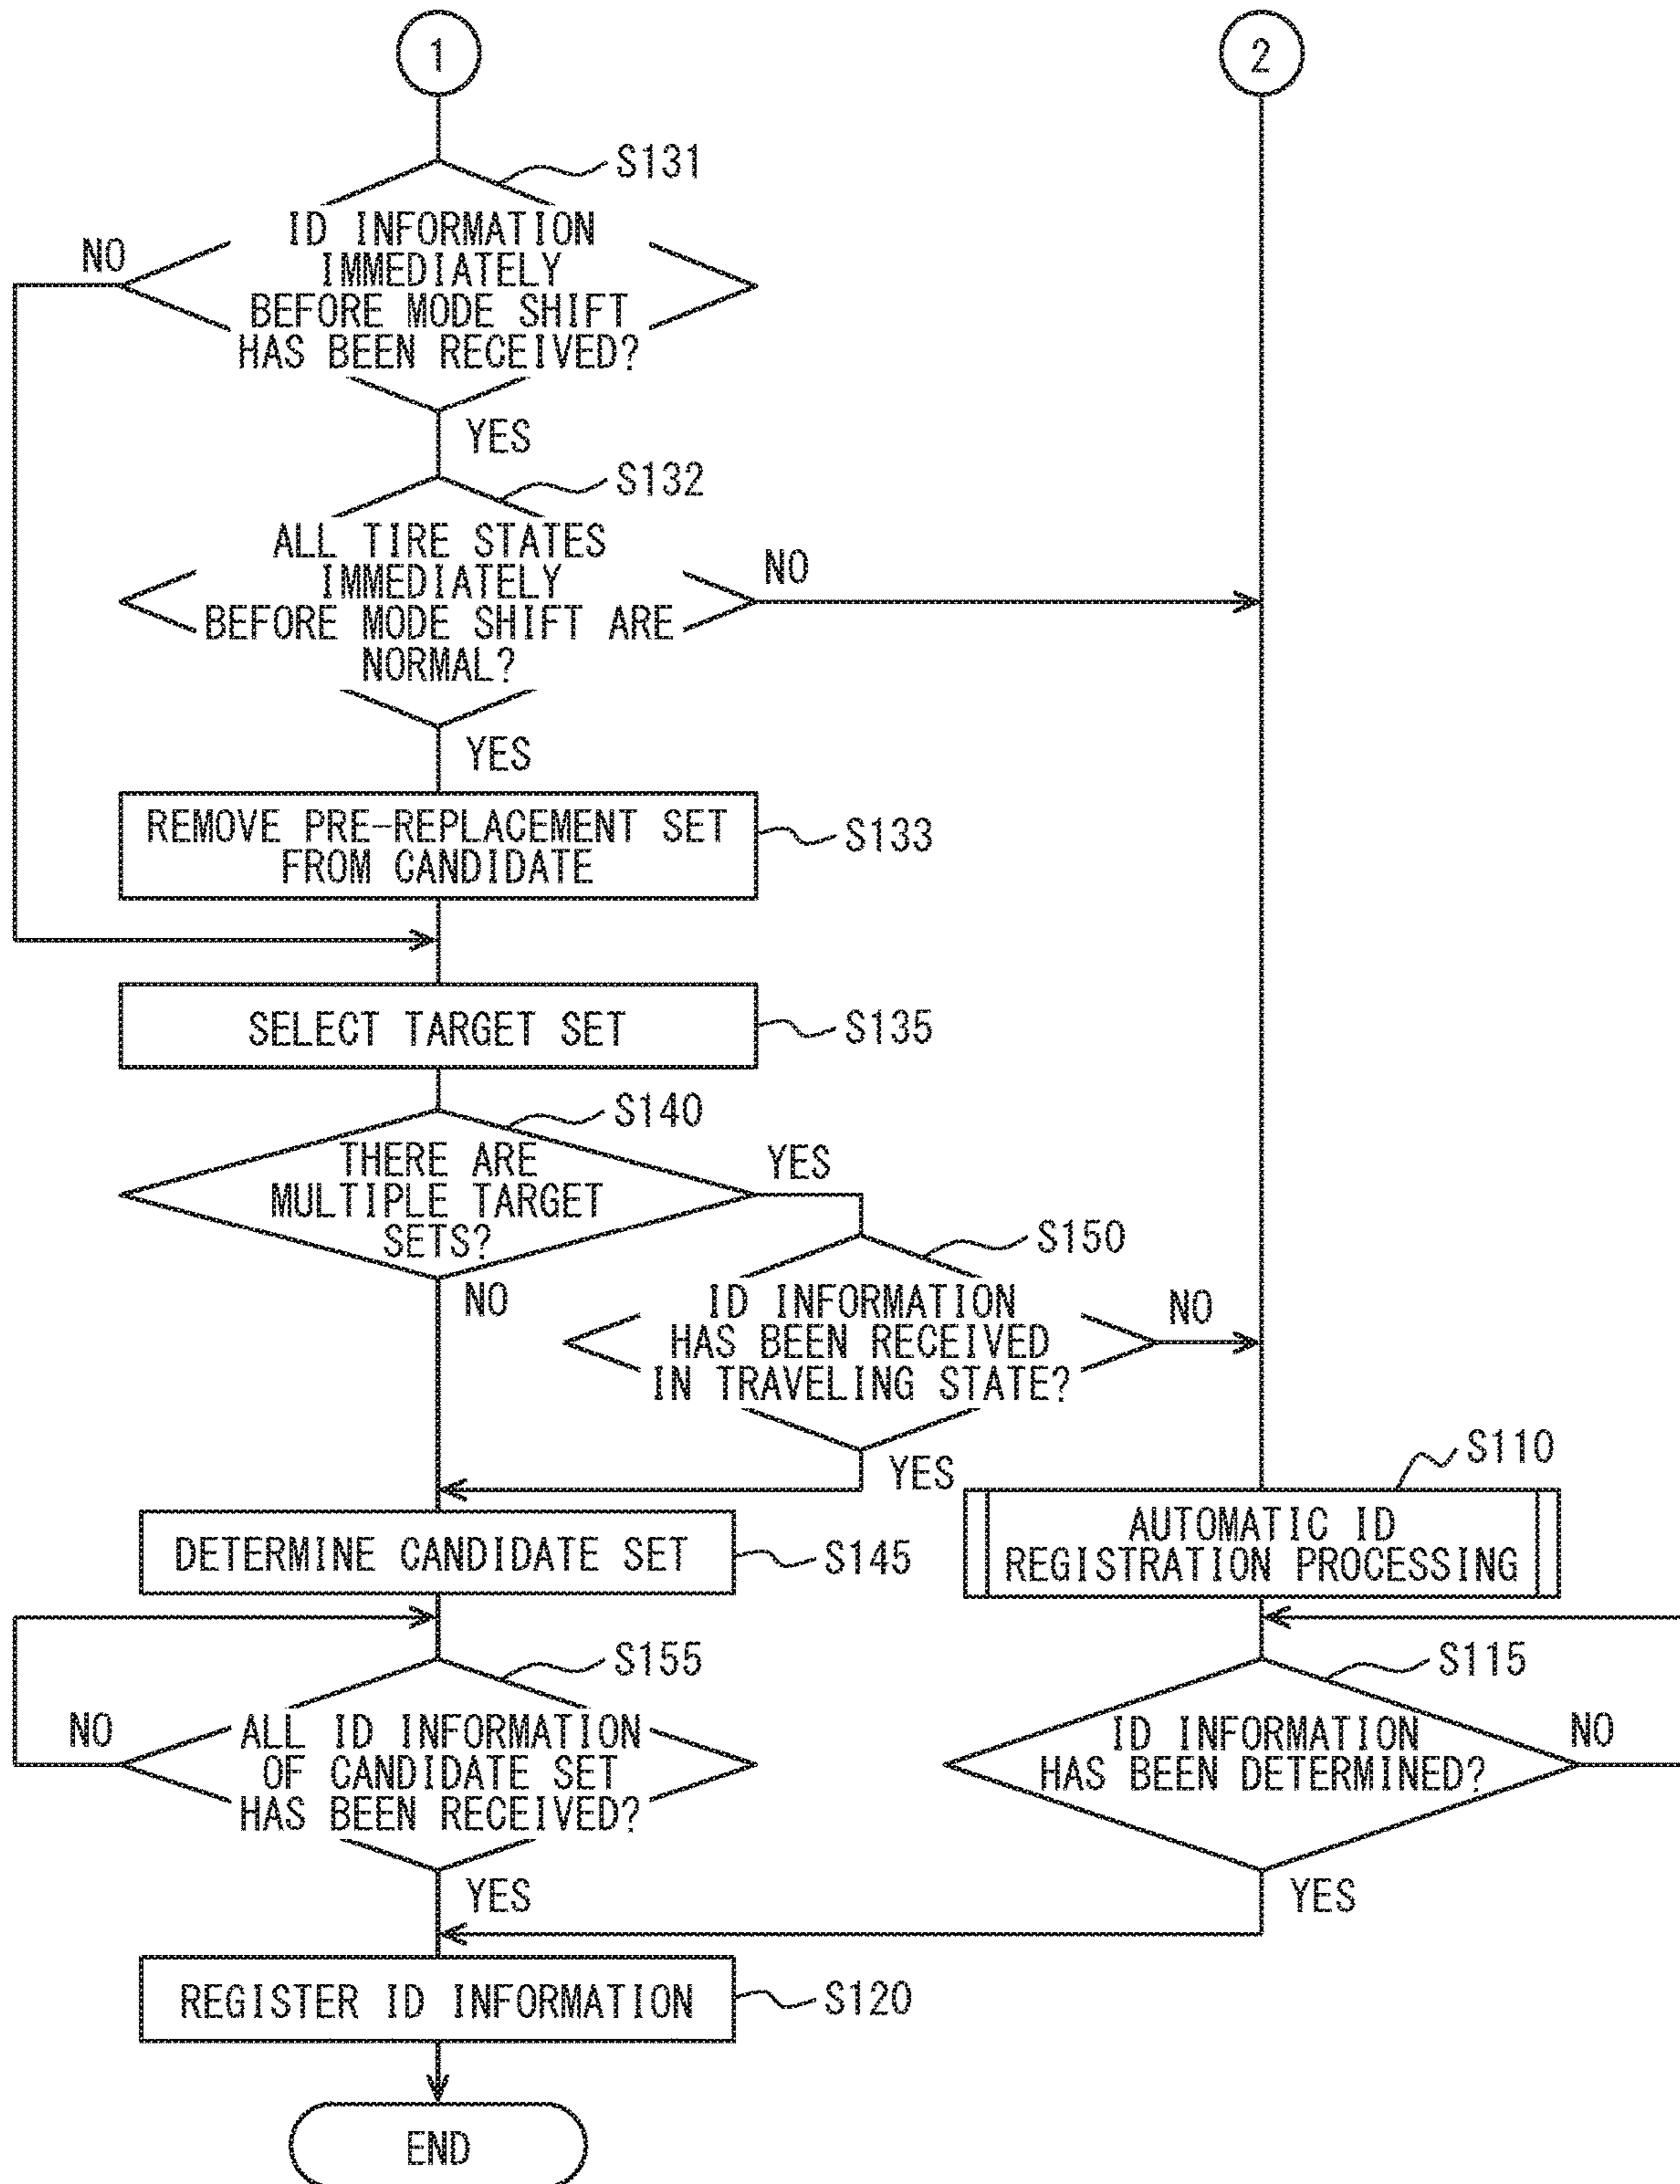 1
2
S131
ID INFORMATION
IMMEDIATELY
BEFORE MODE SHIFT
HAS BEEN RECEIVED?
NO
YES
S132
ALL TIRE STATES
IMMEDIATELY
BEFORE MODE SHIFT ARE
NORMAL?
NO
YES
REMOVE PRE-REPLACEMENT SET
FROM CANDIDATE
S133
SELECT TARGET SET
S135
S140
THERE ARE
MULTIPLE TARGET
SETS?
YES
NO
S150
ID INFORMATION
HAS BEEN RECEIVED
IN TRAVELING STATE?
NO
YES
S110
AUTOMATIC ID
REGISTRATION PROCESSING
DETERMINE CANDIDATE SET
S145
S155
ALL ID INFORMATION
OF CANDIDATE SET
HAS BEEN RECEIVED?
NO
YES
S115
ID INFORMATION
HAS BEEN DETERMINED?
NO
YES
REGISTER ID INFORMATION
S120
END